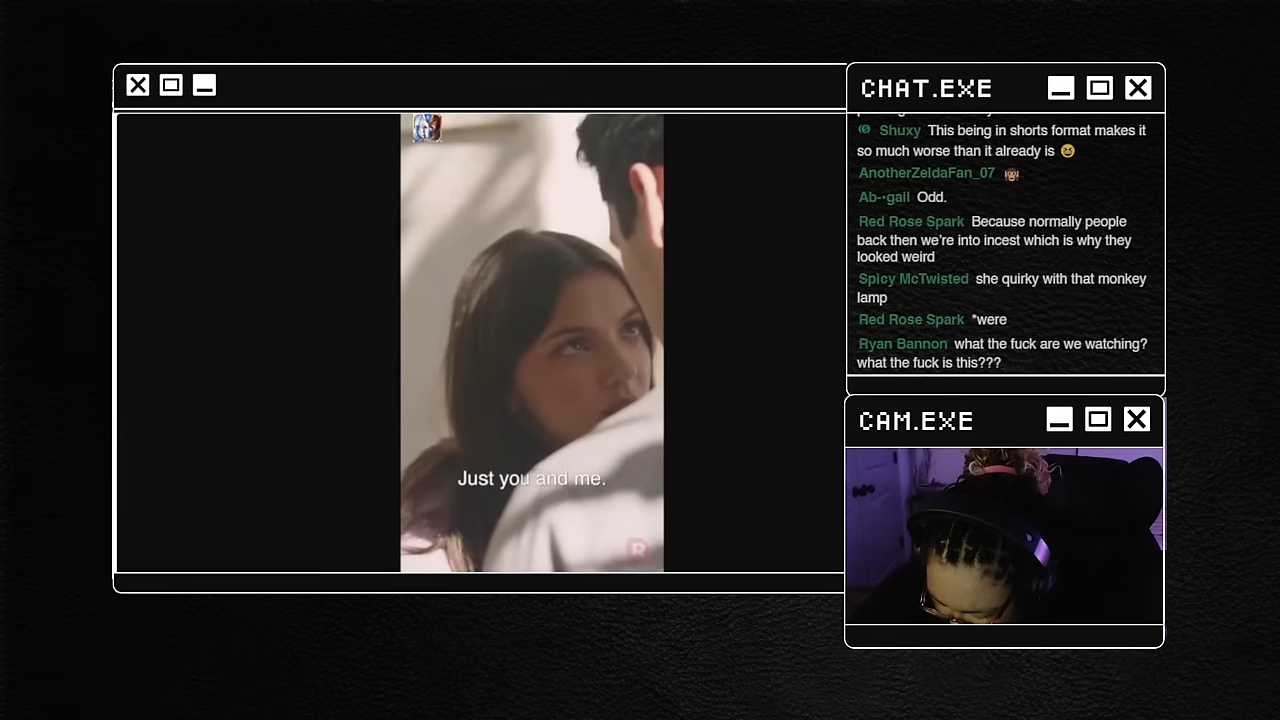 CHAT.EXE
Shuxy This being in shorts format makes it
so much worse than it already is
AnotherZeldaFan_07
Ab-·gail Odd.
Red Rose Spark Because normally people
back then we're into incest which is why they
looked weird
Spicy McTwisted she quirky with that monkey
lamp
Red Rose Spark *were
Ryan Bannon what the fuck are we watching?
what the fuck is this???
CAM.EXE
Just you and me.
R